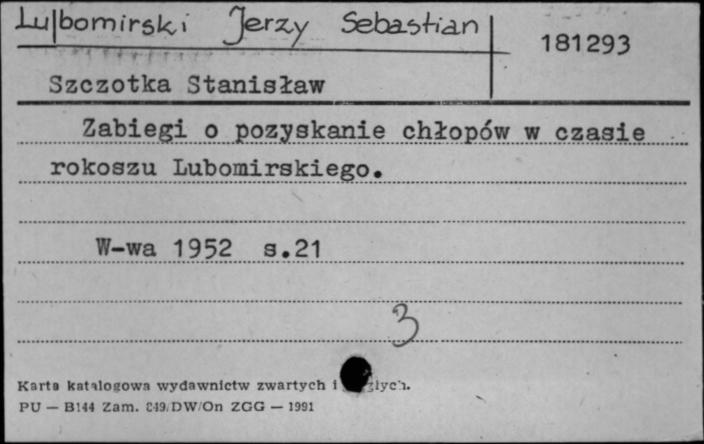 Lubomirski Jerzy Sebastian
181293
Szczotka Stanisław
Zabiegi o pozyskanie chłopów w czasie
rokoszu Lubomirskiego.
W-wa 1952 s.21
3
Karta katalogowa wydawnictw zwartych i
PU — B144 Zam. 849/DW/On ZGG — 1991